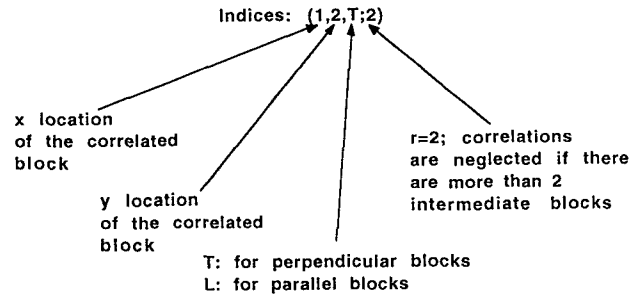 Indices: (1,2,T;2)
x location
of the correlated
block
r=2; correlations
are neglected if there
are more than 2
intermediate blocks
y location
of the correlated
block
T: for perpendicular blocks
L: for parallel blocks